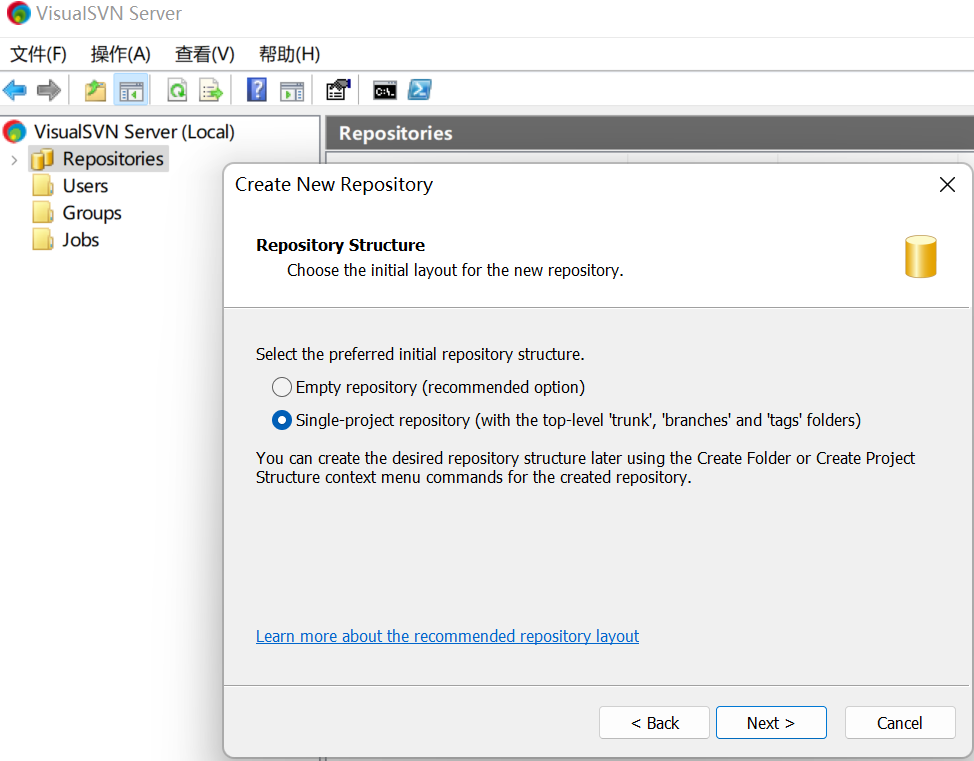 VisualSVN Server
文件(F) 操作(A) 查看(V) 帮助(H)
C:\.
VisualSVN Server (Local)
Repositories
Users
Groups
Jobs
Repositories
Create New Repository
Repository Structure
Choose the initial layout for the new repository.
Select the preferred initial repository structure.
Empty repository (recommended option)
Single-project repository (with the top-level 'trunk', 'branches' and 'tags' folders)
You can create the desired repository structure later using the Create Folder or Create Project
Structure context menu commands for the created repository.
Learn more about the recommended repository layout
< Back
Next >
Cancel